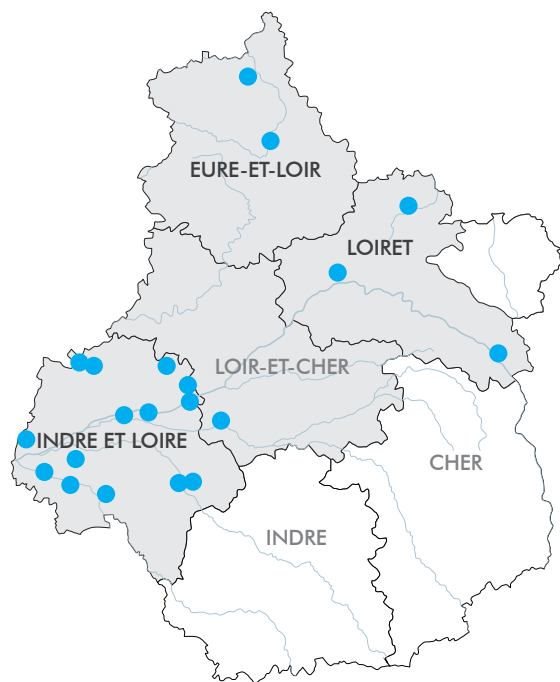 EURE-ET-LOIR
LOIRET
LOIR-ET-CHER
INDRE ET LOIRE
CHER
INDRE